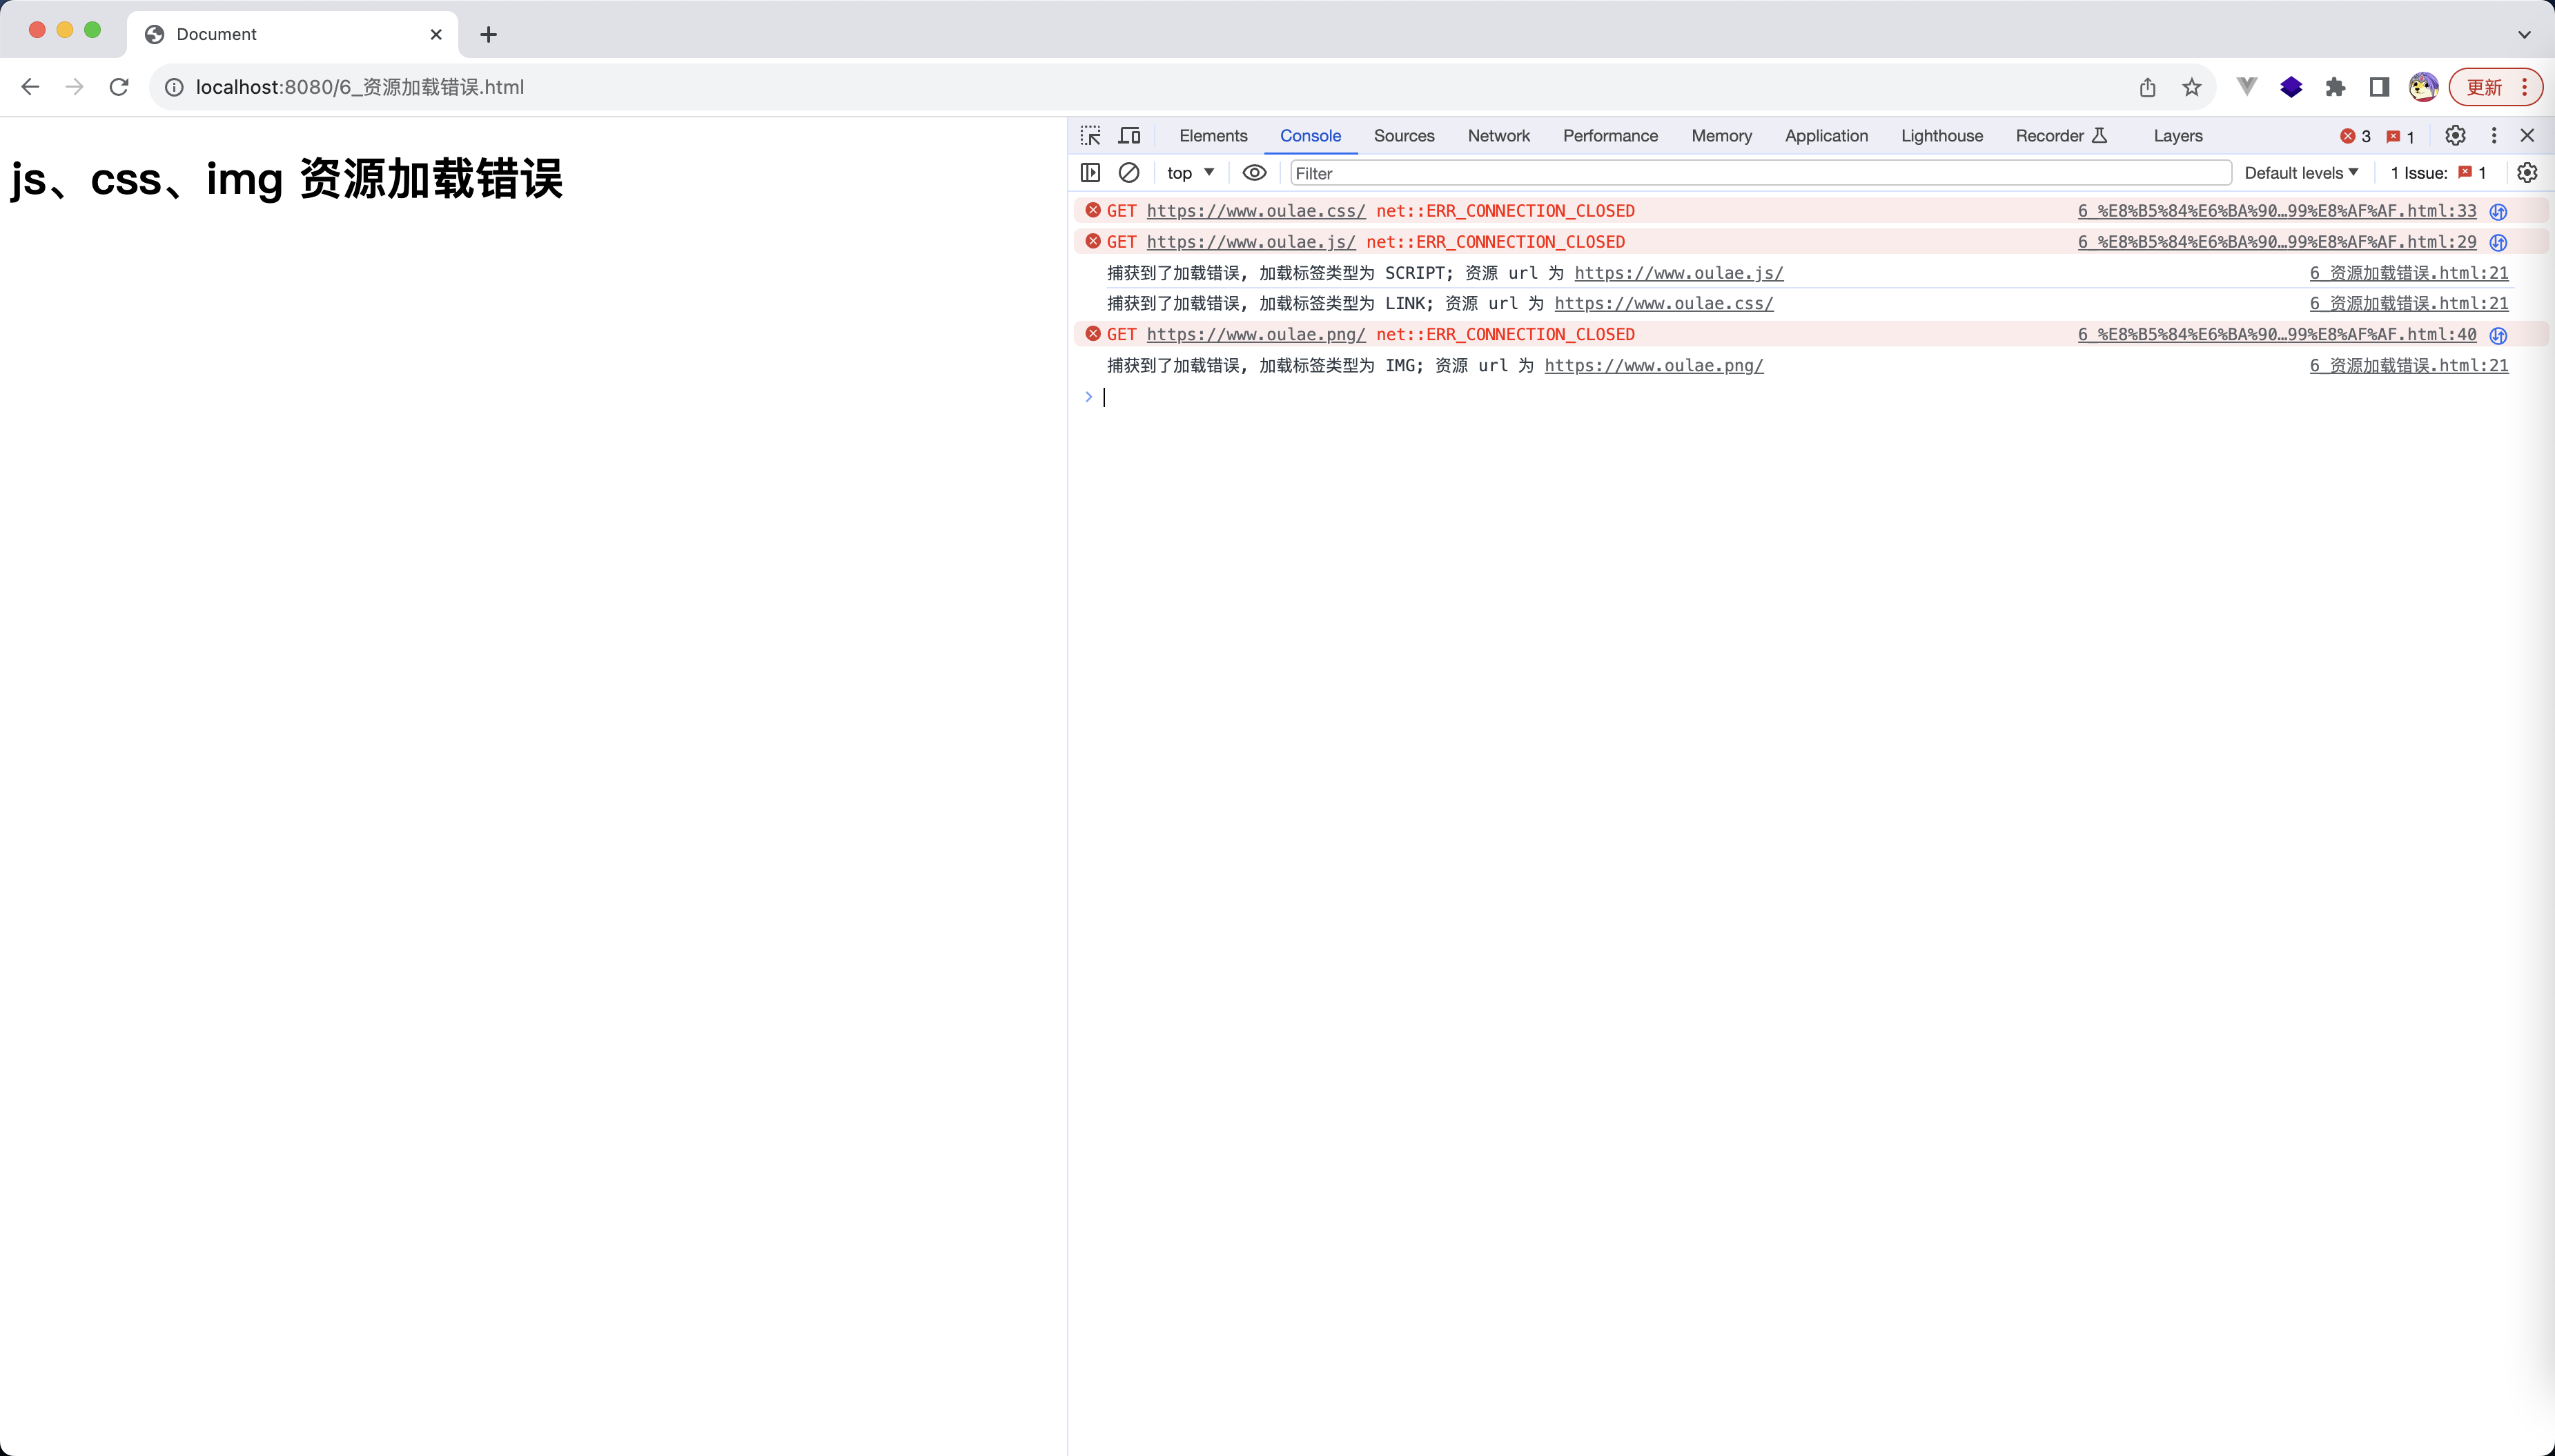 Document
localhost:8080/6_资源加载错误.html
更新
js、css、img 资源加载错误
Elements Console Sources Network Performance Memory Application Lighthouse Recorder Layers 3 1
top Filter Default levels 1 Issue: 1
GET https://www.oulae.css/ net::ERR_CONNECTION_CLOSED 6_%E8%B5%84%E6%BA%90…99%E8%AF%AF.html:33
GET https://www.oulae.js/ net::ERR_CONNECTION_CLOSED 6_%E8%B5%84%E6%BA%90…99%E8%AF%AF.html:29
捕获到了加载错误, 加载标签类型为 SCRIPT; 资源 url 为 https://www.oulae.js/ 6_资源加载错误.html:21
捕获到了加载错误, 加载标签类型为 LINK; 资源 url 为 https://www.oulae.css/ 6_资源加载错误.html:21
GET https://www.oulae.png/ net::ERR_CONNECTION_CLOSED 6_%E8%B5%84%E6%BA%90…99%E8%AF%AF.html:40
捕获到了加载错误, 加载标签类型为 IMG; 资源 url 为 https://www.oulae.png/ 6_资源加载错误.html:21